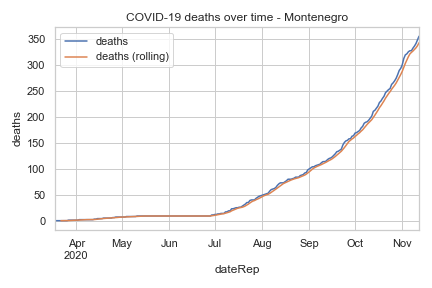 COVID-19 deaths over time - Montenegro
deaths
deaths (rolling)
350
300
250
200
150
100
50
0
deaths
Apr May Jun Jul Aug Sep Oct Nov
2020
dateRep